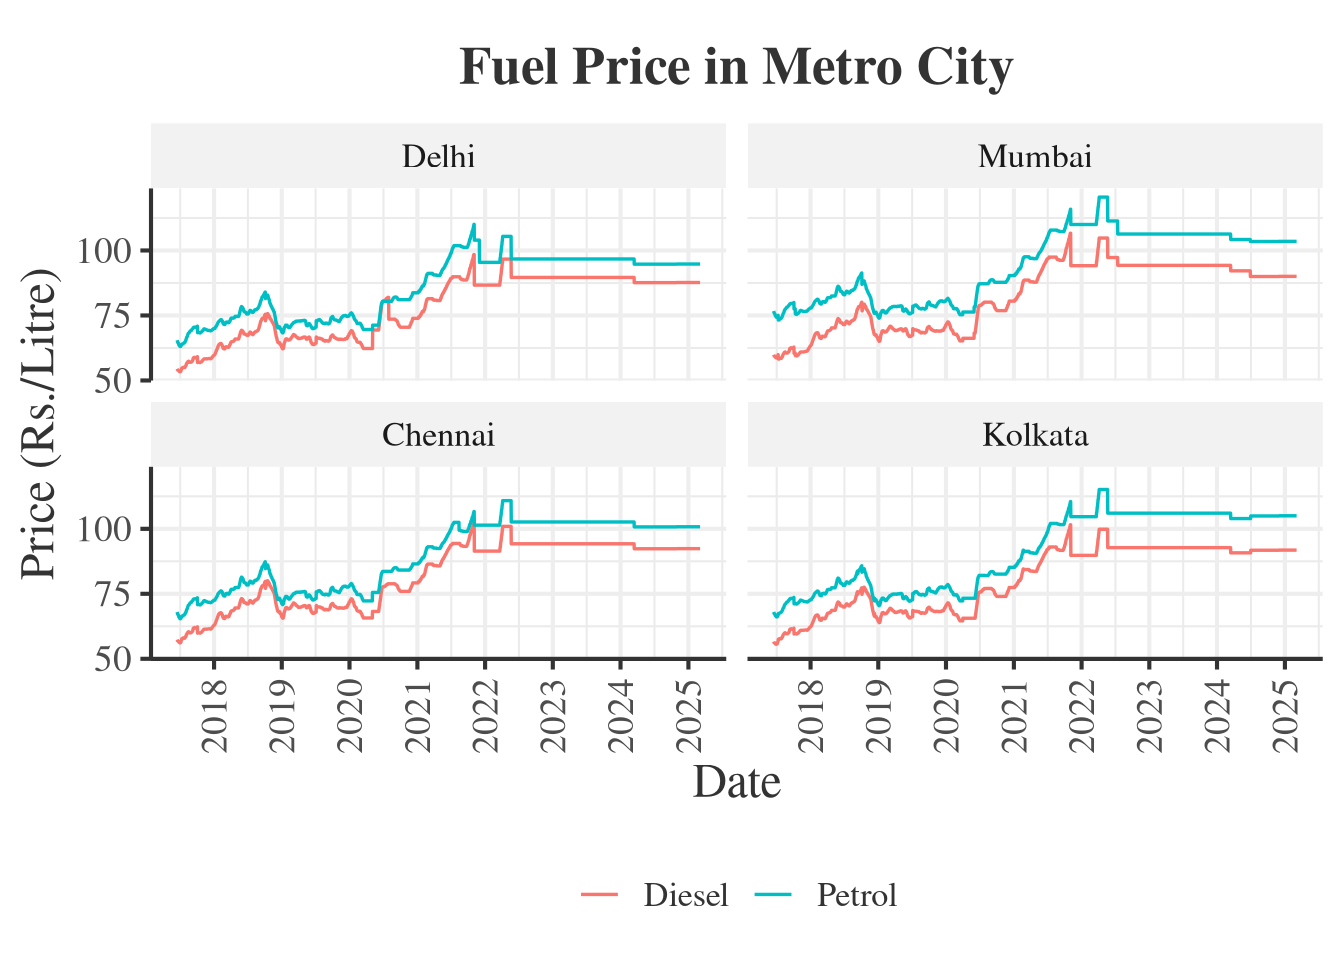 Fuel Price in Metro City
Delhi
Mumbai
100
75
50
Chennai
Kolkata
100
75
50
Price (Rs./Litre)
2018 2019 2020 2021 2022 2023 2024 2025
2018 2019 2020 2021 2022 2023 2024 2025
Date
Diesel
Petrol